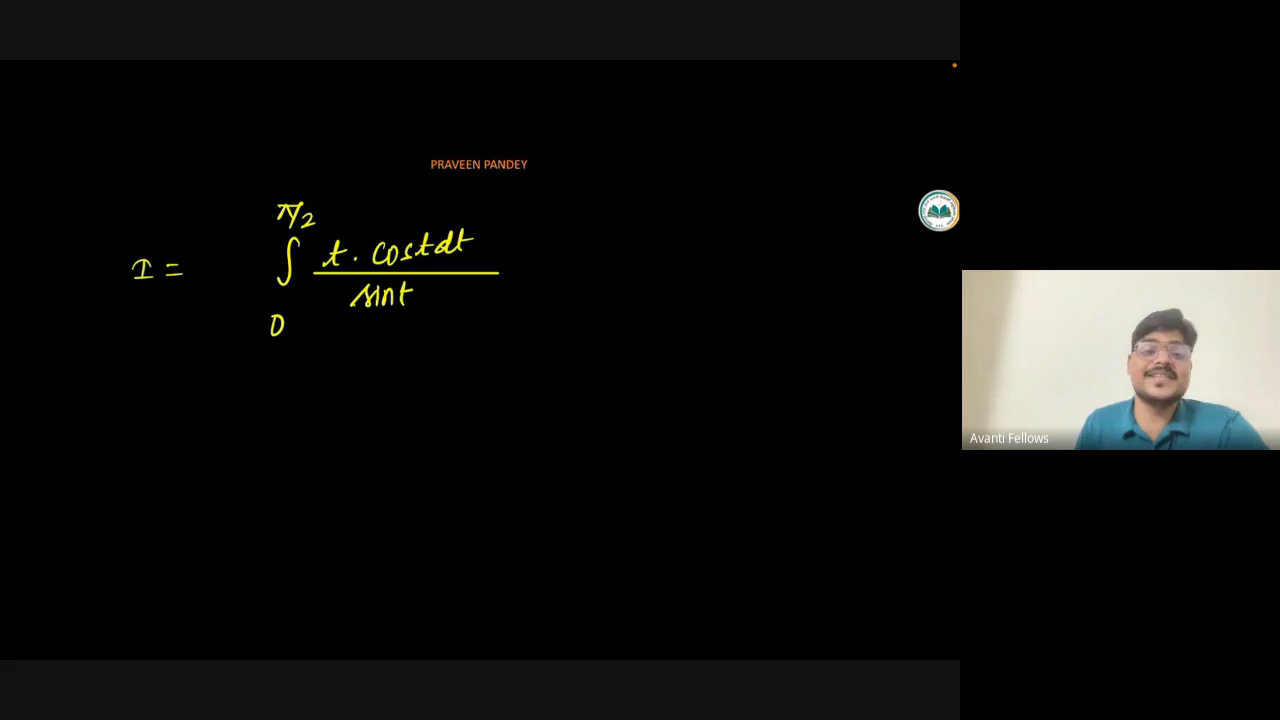 PRAVEEN PANDEY
π/2
I = ∫ t . cost dt
sint
0
Avanti Fellows